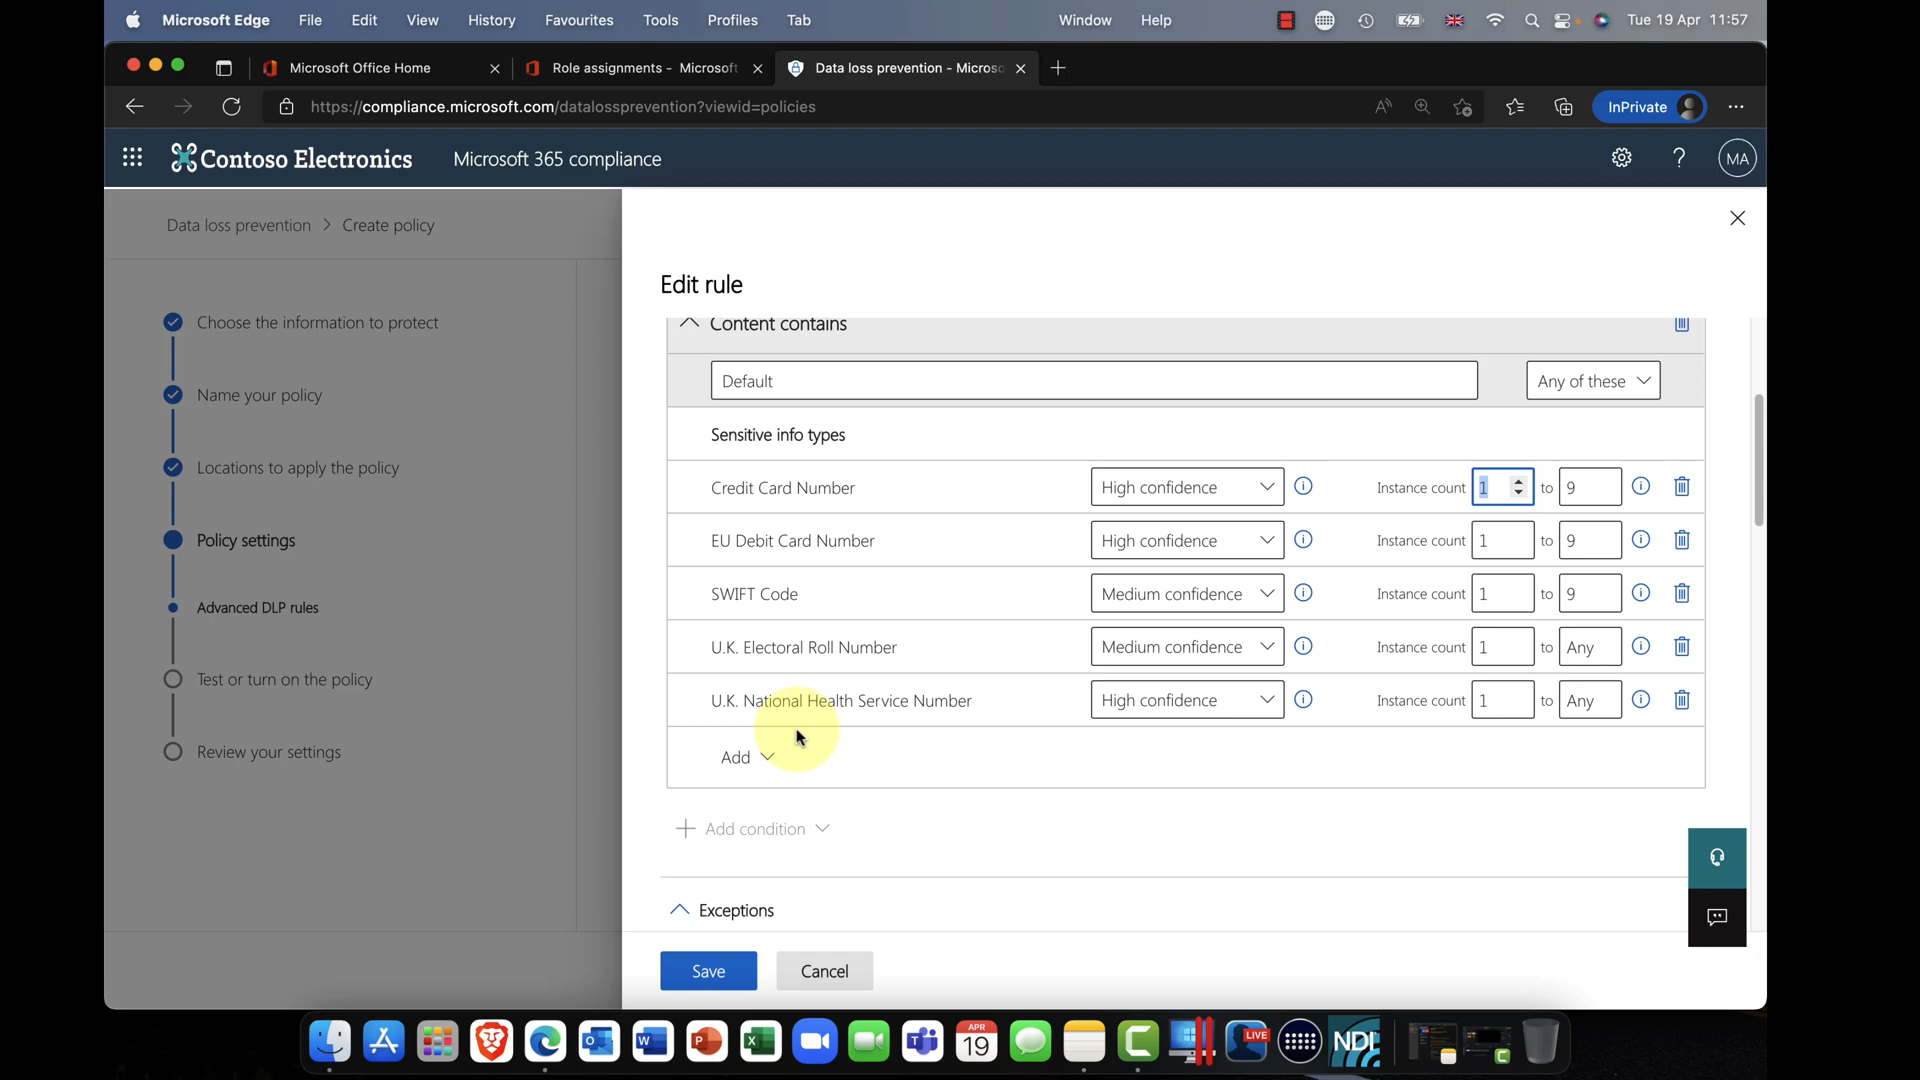 Microsoft Edge File Edit View History Favourites Tools Profiles Tab Window Help Tue 19 Apr 11:57
Microsoft Office Home
Role assignments - Microsoft
Data loss prevention - Microso
https://compliance.microsoft.com/datalossprevention?viewid=policies
InPrivate
Contoso Electronics Microsoft 365 compliance MA
Data loss prevention > Create policy
Choose the information to protect
Name your policy
Locations to apply the policy
Policy settings
Advanced DLP rules
Test or turn on the policy
Review your settings
Edit rule
Content contains
Default Any of these
Sensitive info types
Credit Card Number High confidence Instance count 1 to 9
EU Debit Card Number High confidence Instance count 1 to 9
SWIFT Code Medium confidence Instance count 1 to 9
U.K. Electoral Roll Number Medium confidence Instance count 1 to Any
U.K. National Health Service Number High confidence Instance count 1 to Any
Add
Add condition
Exceptions
Save Cancel
APR
19
LIVE
NDI